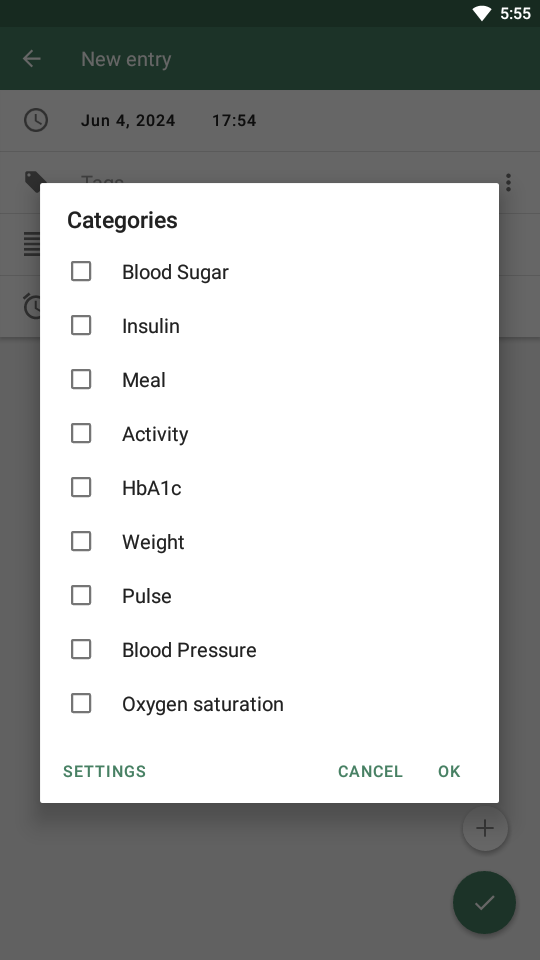 5:55
New entry
Jun 4, 2024 17:54
Tags
Categories
Blood Sugar
Insulin
Meal
Activity
HbA1c
Weight
Pulse
Blood Pressure
Oxygen saturation
SETTINGS CANCEL OK